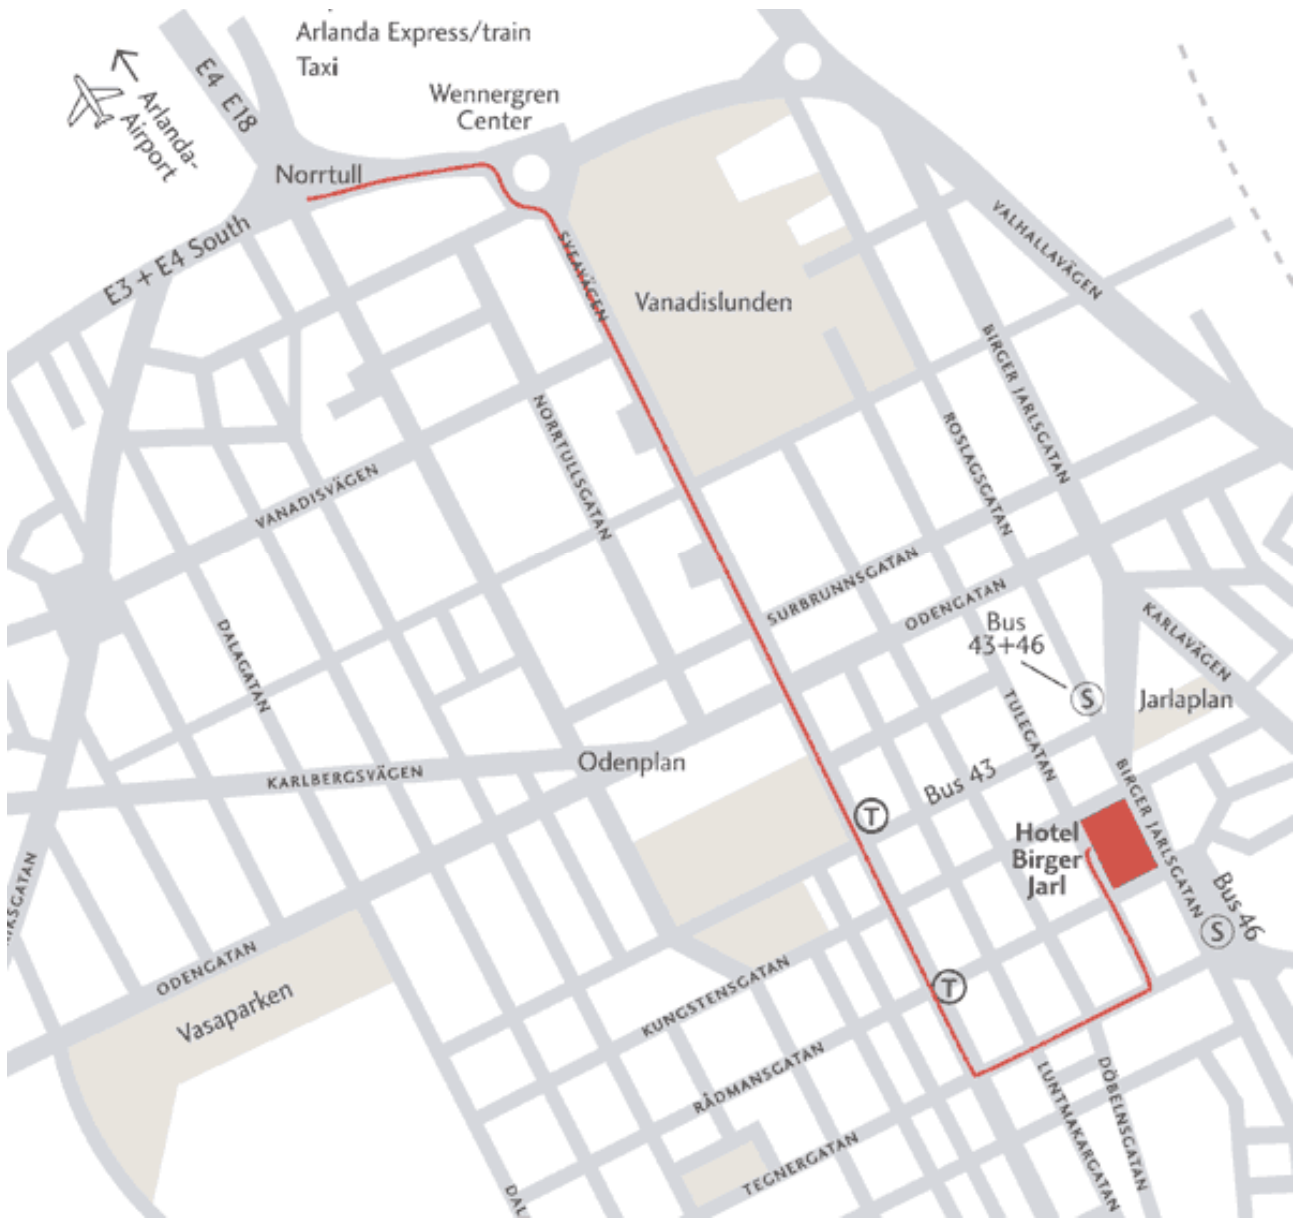 Arlanda Express/train
Taxi
E4 E18
Arlanda-
Airport
Wennergren
Center
Norrtull
E3 + E4 South
SVEAVÄGEN
VALHALLAVÄGEN
Vanadislunden
BIRGER JARLSGATAN
NORRTULLSGATAN
ROSLAGSGATAN
VANADISVÄGEN
SURBRUNNSGATAN
ODENGATAN
Bus
43+46
KARLAVÄGEN
DALAGATAN
S
Jarlaplan
TULEGATAN
Odenplan
KARLBERGSVÄGEN
Bus 43
BIRGER JARLSGATAN
T
Hotel
Birger
Jarl
KSGATAN
Bus 46
S
ODENGATAN
Vasaparken
KUNGSTENSGATAN
T
RÅDMANSGATAN
LUNTMAKARGATAN
DÖBELNSGATAN
TEGNERGATAN
DAL